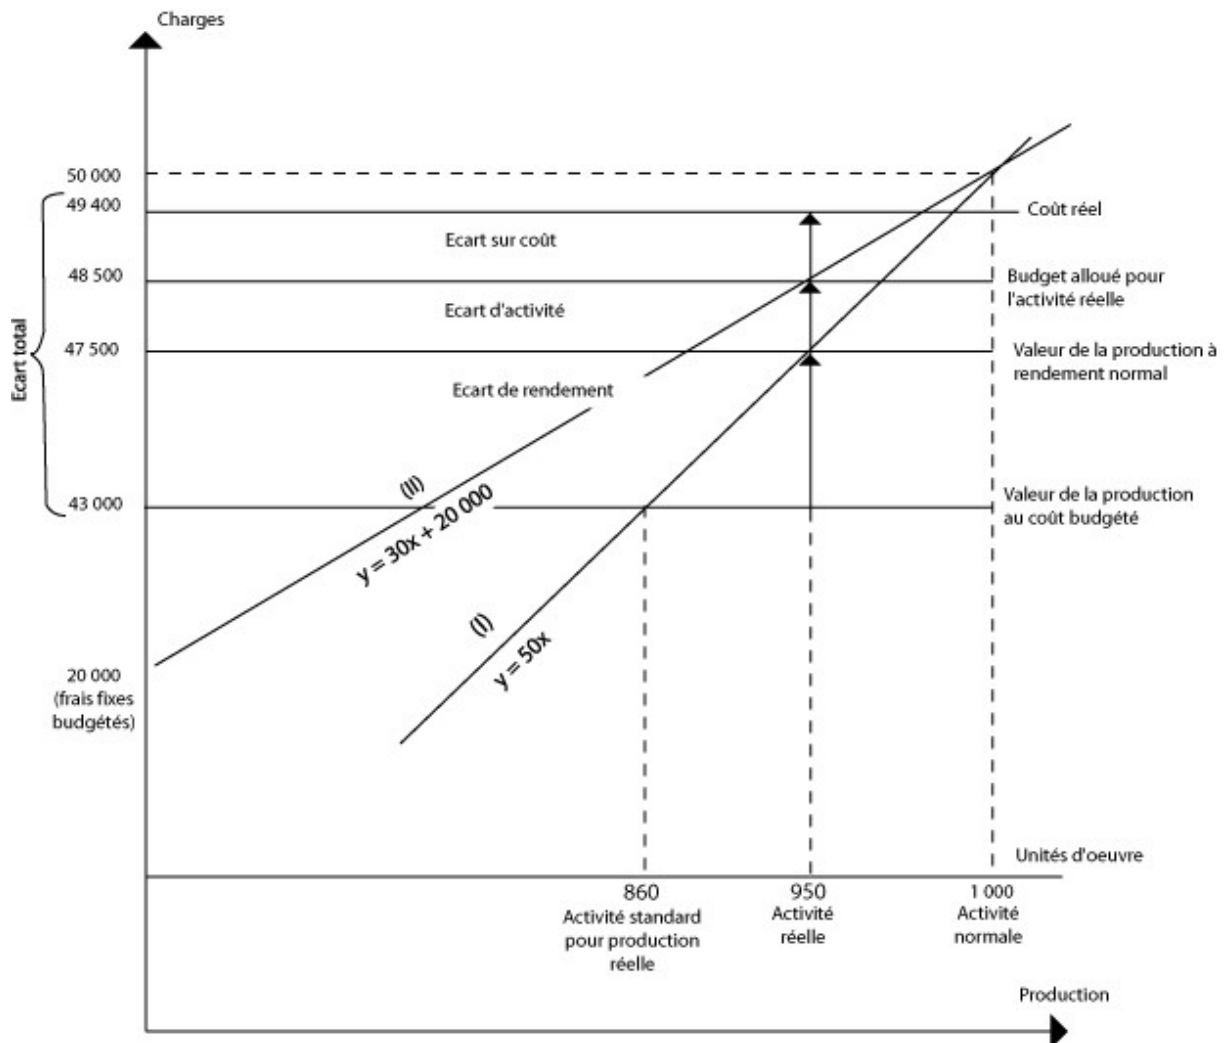 Charges
50 000
49 400
Coût réel
Ecart sur coût
48 500
Budget alloué pour
l'activité réelle
Ecart d'activité
Ecart total
47 500
Valeur de la production à
rendement normal
Ecart de rendement
(II)
y = 30x + 20 000
43 000
Valeur de la production
au coût budgété
(I)
y = 50x
20 000
(frais fixes
budgétés)
Unités d'oeuvre
860
Activité standard
pour production
réelle
950
Activité
réelle
1 000
Activité
normale
Production